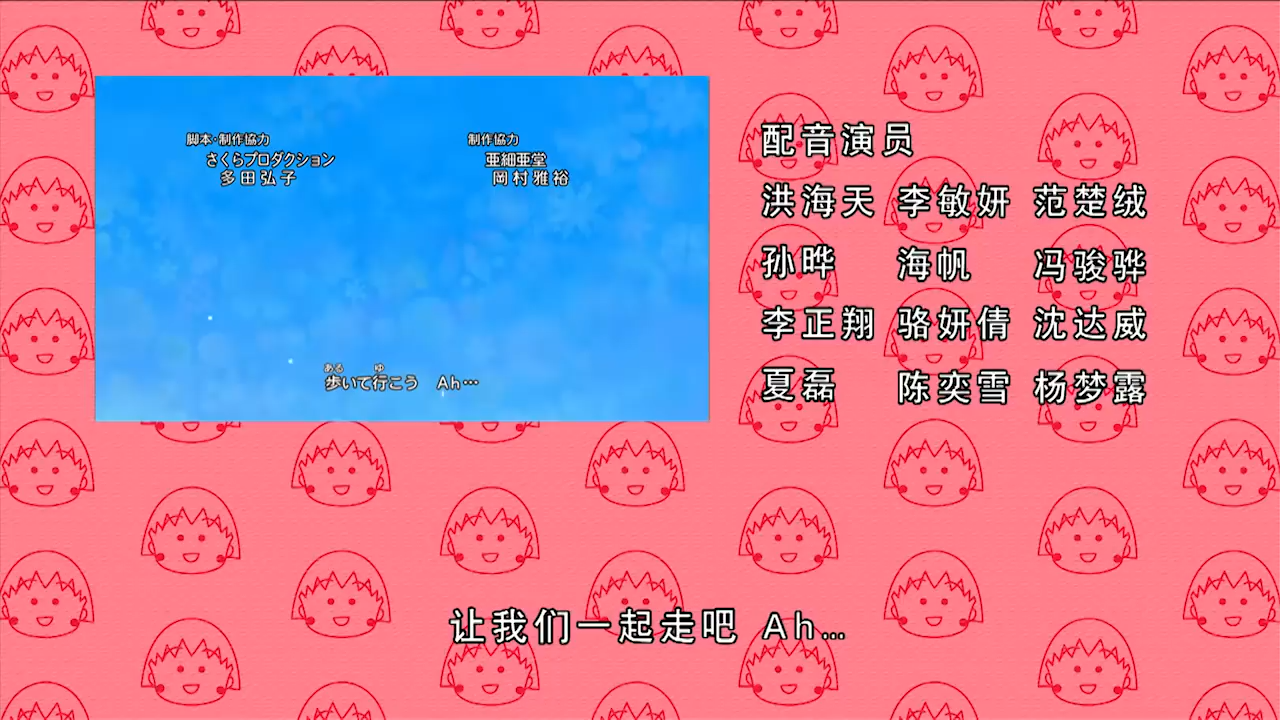 脚本・制作協力
さくらプロダクション
多田弘子
制作協力
亜細亜堂
岡村雅裕
ある ゆ
歩いて行こう Ah…
配音演员
洪海天 李敏妍 范楚绒
孙晔 海帆 冯骏骅
李正翔 骆妍倩 沈达威
夏磊 陈奕雪 杨梦露
让我们一起走吧 Ah…